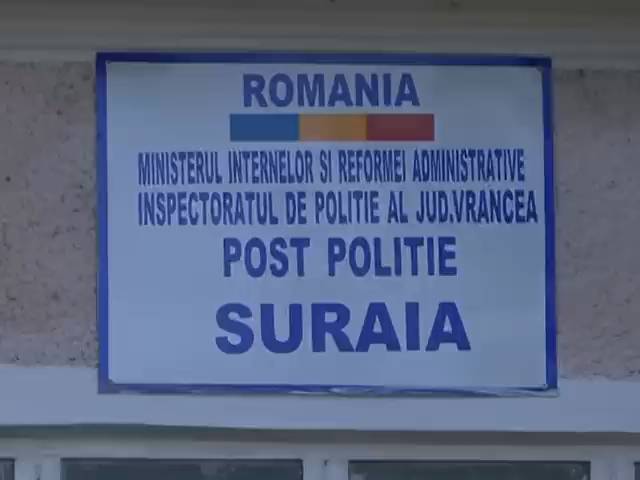 ROMANIA
MINISTERUL INTERNELOR SI REFORMEI ADMINISTRATIVE
INSPECTORATUL DE POLITIE AL JUD.VRANCEA
POST POLITIE
SURAIA